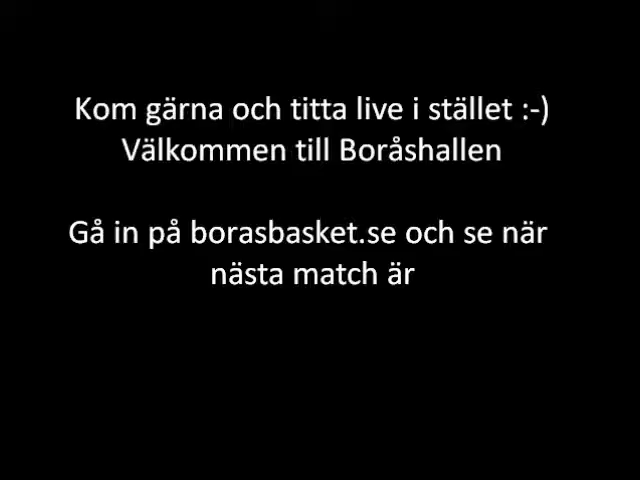 Kom gärna och titta live i stället :-)
Välkommen till Boråshallen
Gå in på borasbasket.se och se när
nästa match är